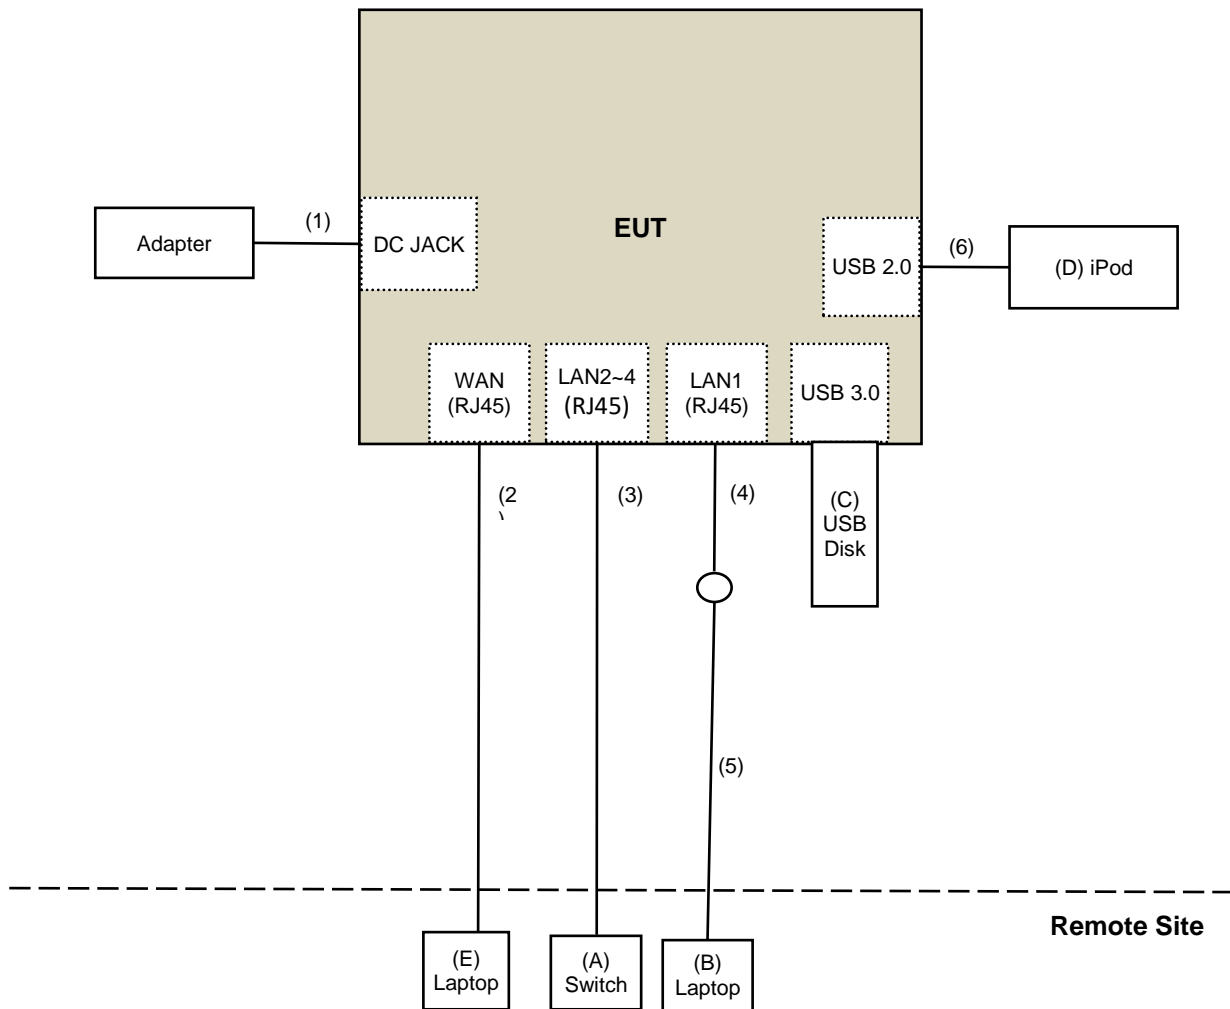 EUT
(1)
Adapter
DC JACK
USB 2.0
(6)
(D) iPod
WAN
(RJ45)
LAN2~4
(RJ45)
LAN1
(RJ45)
USB 3.0
(2
(3)
(4)
(C)
USB
Disk
(5)
Remote Site
(E)
Laptop
(A)
Switch
(B)
Laptop